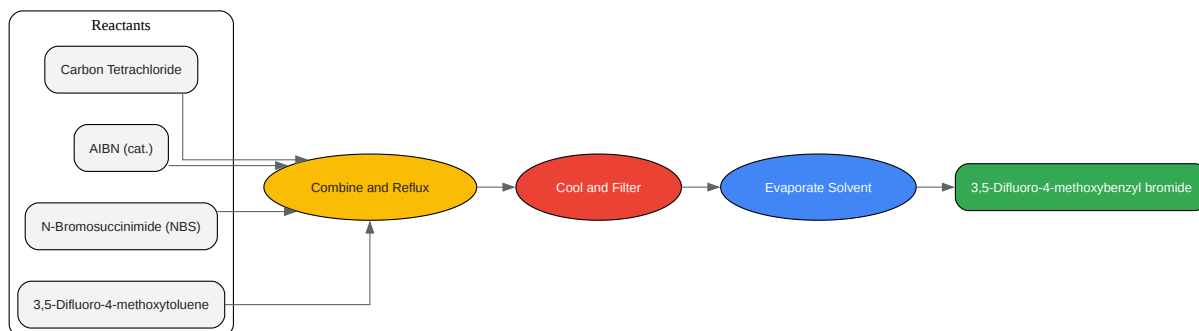 Reactants
Carbon Tetrachloride
AIBN (cat.)
N-Bromosuccinimide (NBS)
3,5-Difluoro-4-methoxytoluene
Combine and Reflux
Cool and Filter
Evaporate Solvent
3,5-Difluoro-4-methoxybenzyl bromide